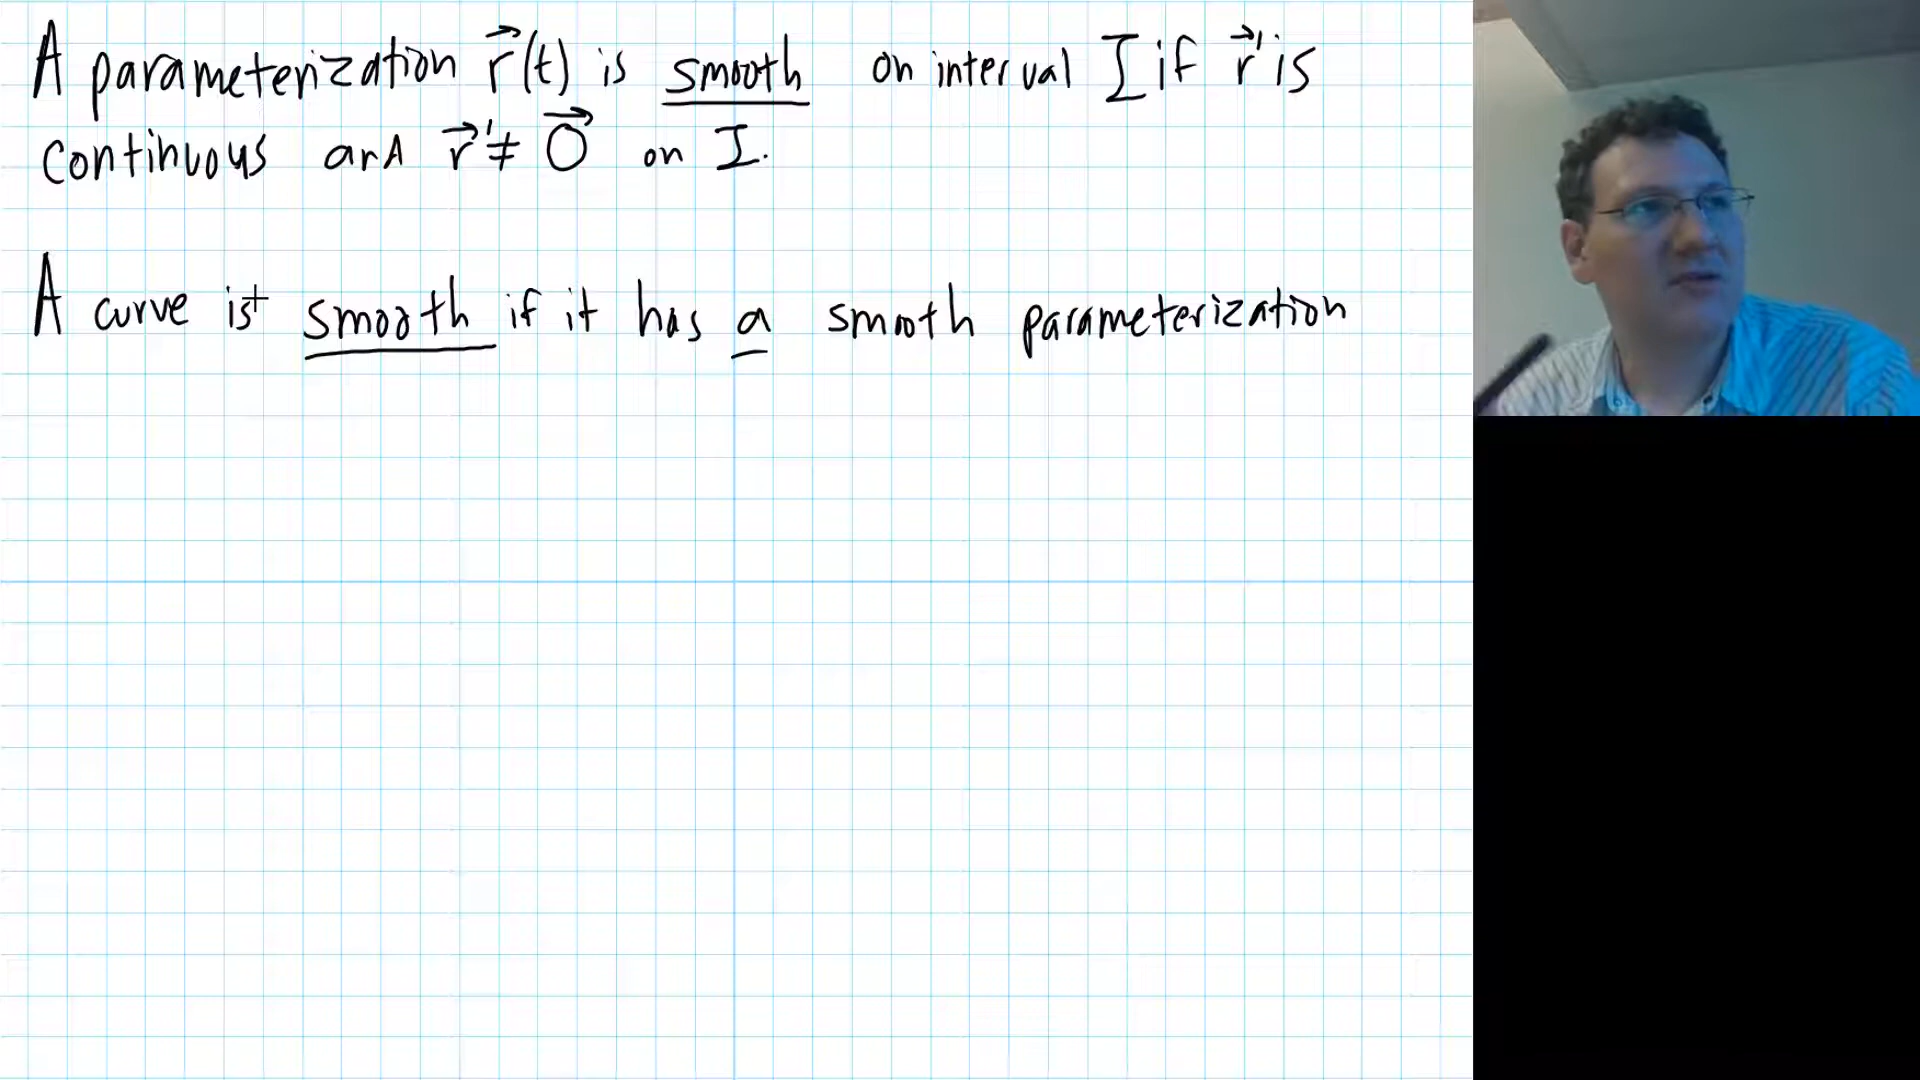 A parameterization r⃗(t) is smooth on interval I if r⃗' is
continuous and r⃗' ≠ 0⃗ on I.
A curve is smooth if it has a smooth parameterization